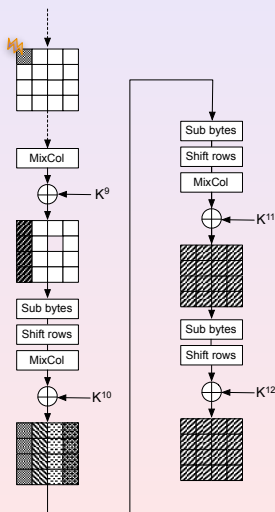 MixCol
K⁹
Sub bytes
Shift rows
MixCol
K¹⁰
Sub bytes
Shift rows
MixCol
K¹¹
Sub bytes
Shift rows
K¹²